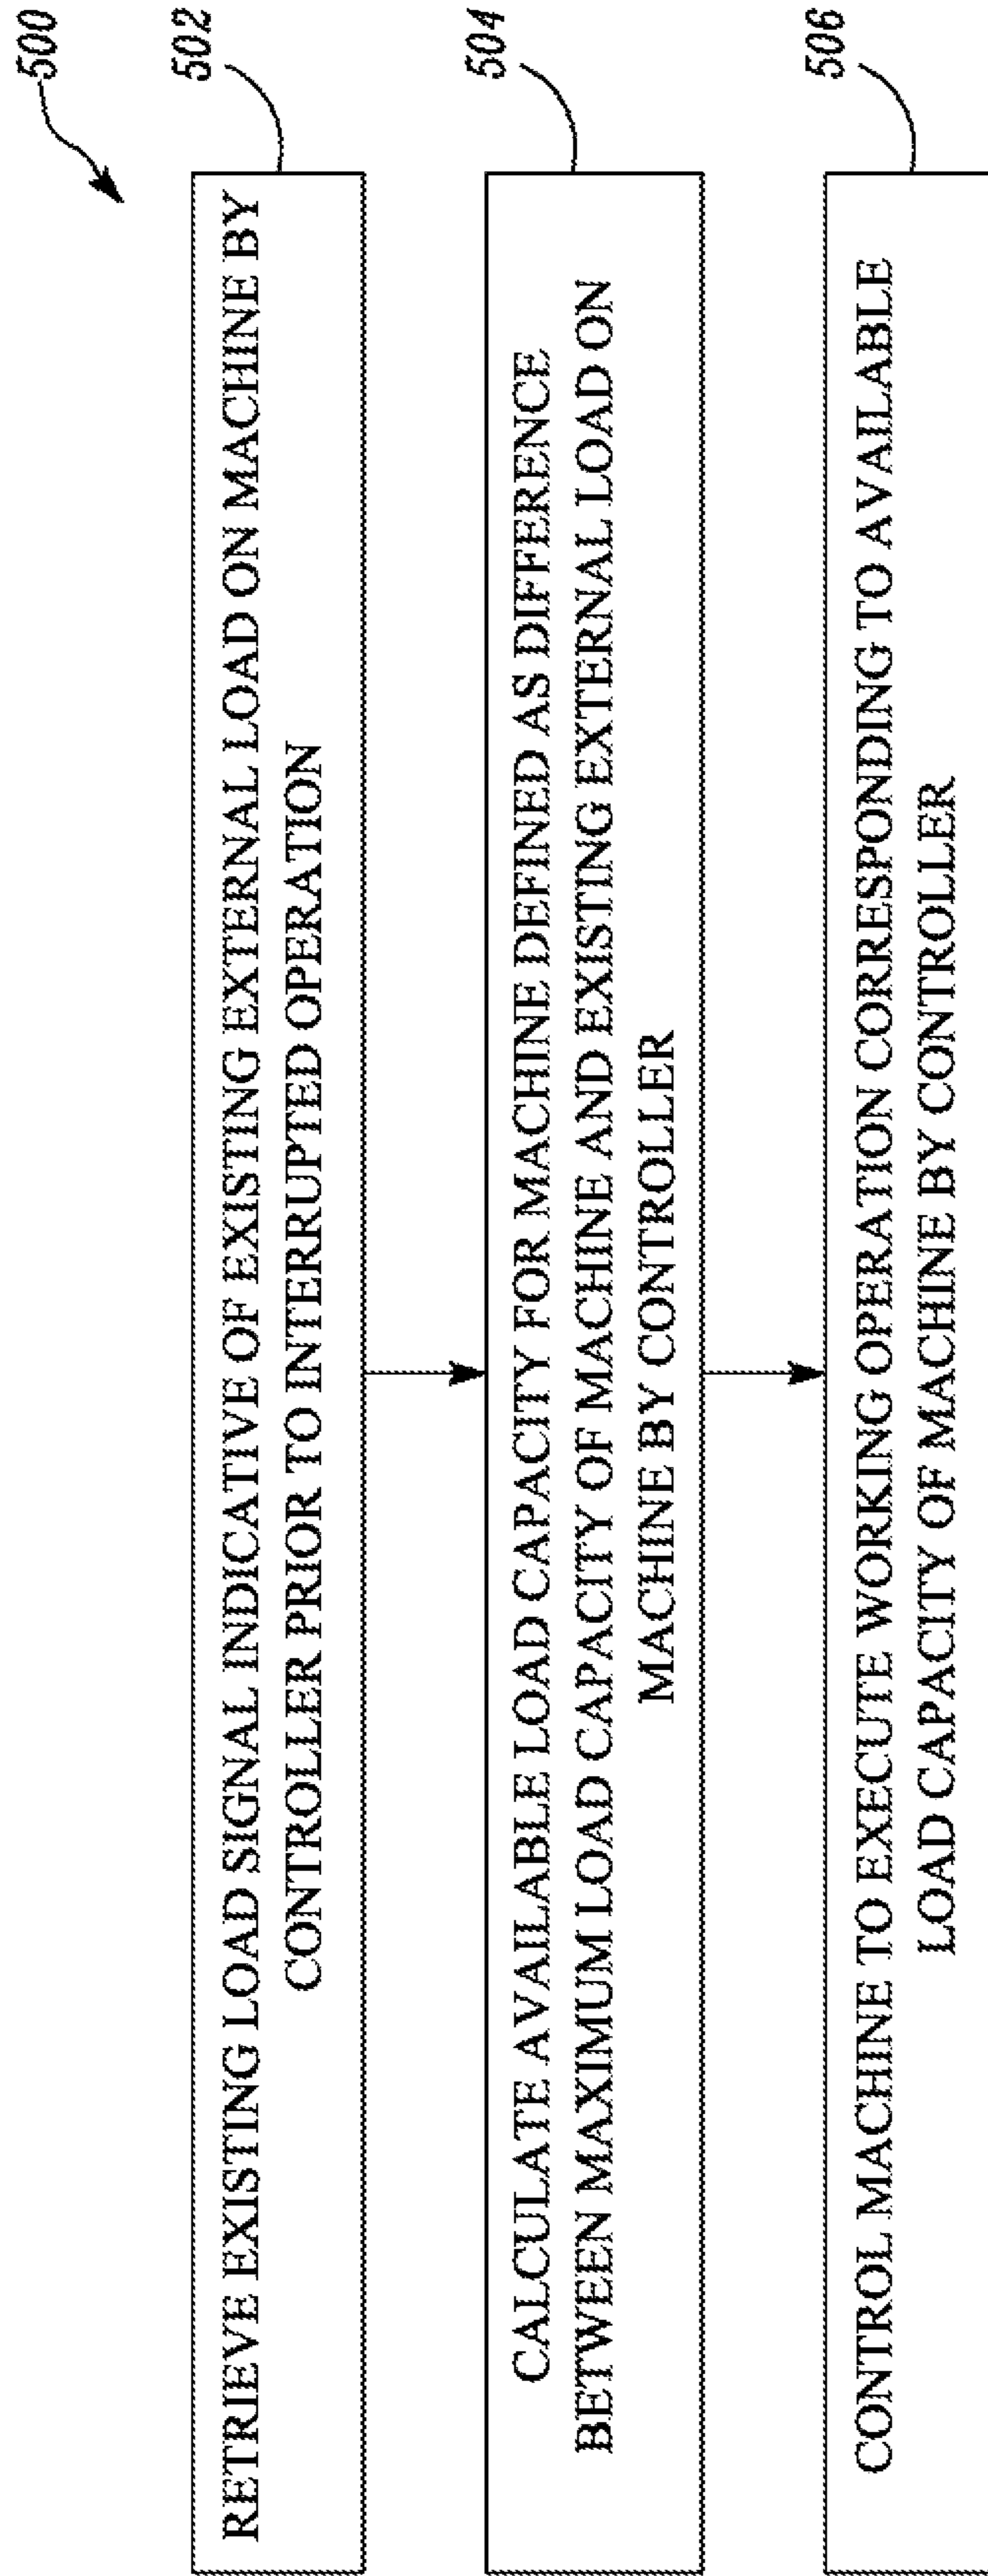 500
502
RETRIEVE EXISTING LOAD SIGNAL INDICATIVE OF EXISTING EXTERNAL LOAD ON MACHINE BY
CONTROLLER PRIOR TO INTERRUPTED OPERATION
504
CALCULATE AVAILABLE LOAD CAPACITY FOR MACHINE DEFINED AS DIFFERENCE
BETWEEN MAXIMUM LOAD CAPACITY OF MACHINE AND EXISTING EXTERNAL LOAD ON
MACHINE BY CONTROLLER
506
CONTROL MACHINE TO EXECUTE WORKING OPERATION CORRESPONDING TO AVAILABLE
LOAD CAPACITY OF MACHINE BY CONTROLLER